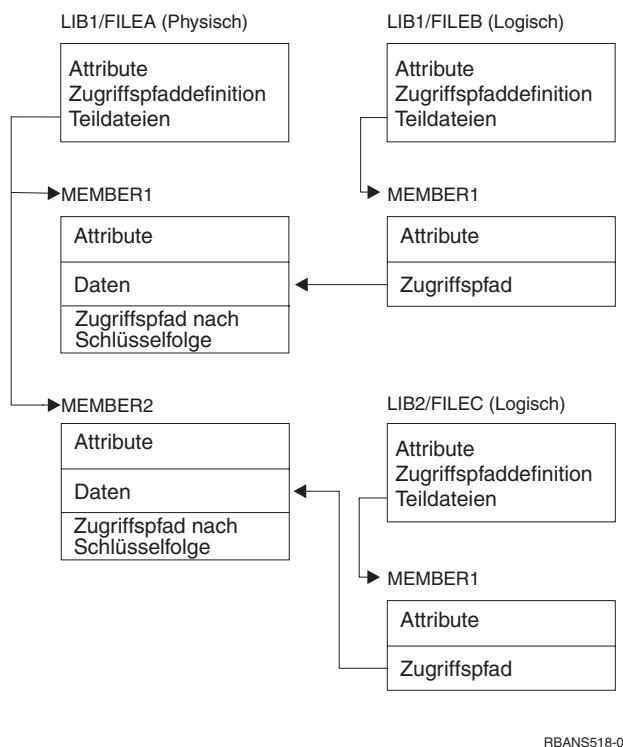 LIB1/FILEA (Physisch)
Attribute
Zugriffspfaddefinition
Teildateien
MEMBER1
Attribute
Daten
Zugriffspfad nach
Schlüsselfolge
MEMBER2
Attribute
Daten
Zugriffspfad nach
Schlüsselfolge
LIB1/FILEB (Logisch)
Attribute
Zugriffspfaddefinition
Teildateien
MEMBER1
Attribute
Zugriffspfad
LIB2/FILEC (Logisch)
Attribute
Zugriffspfaddefinition
Teildateien
MEMBER1
Attribute
Zugriffspfad
RBANS518-0